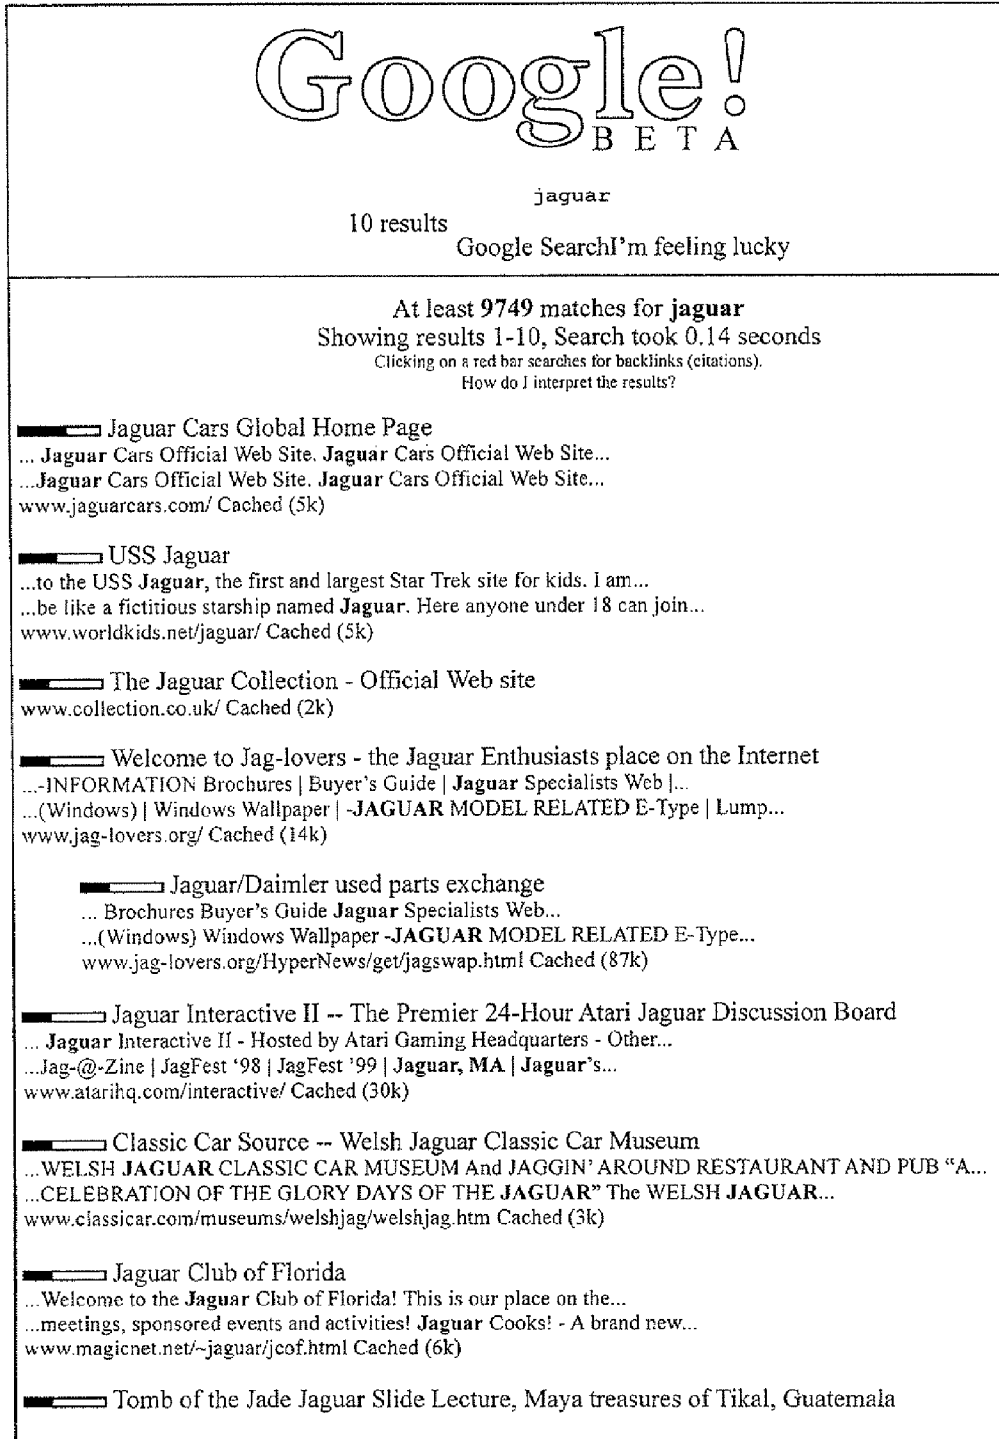 Google!
BETA
jaguar
10 results
Google SearchI'm feeling lucky
At least 9749 matches for jaguar
Showing results 1-10, Search took 0.14 seconds
Clicking on a red bar searches for backlinks (citations).
How do I interpret the results?
Jaguar Cars Global Home Page
... Jaguar Cars Official Web Site. Jaguar Cars Official Web Site...
...Jaguar Cars Official Web Site. Jaguar Cars Official Web Site...
www.jaguarcars.com/ Cached (5k)
USS Jaguar
...to the USS Jaguar, the first and largest Star Trek site for kids. I am...
...be like a fictitious starship named Jaguar. Here anyone under 18 can join...
www.worldkids.net/jaguar/ Cached (5k)
The Jaguar Collection - Official Web site
www.collection.co.uk/ Cached (2k)
Welcome to Jag-lovers - the Jaguar Enthusiasts place on the Internet
...-INFORMATION Brochures | Buyer's Guide | Jaguar Specialists Web |...
...(Windows) | Windows Wallpaper | -JAGUAR MODEL RELATED E-Type | Lump...
www.jag-lovers.org/ Cached (14k)
Jaguar/Daimler used parts exchange
... Brochures Buyer's Guide Jaguar Specialists Web...
...(Windows) Windows Wallpaper -JAGUAR MODEL RELATED E-Type...
www.jag-lovers.org/HyperNews/get/jagswap.html Cached (87k)
Jaguar Interactive II -- The Premier 24-Hour Atari Jaguar Discussion Board
... Jaguar Interactive II - Hosted by Atari Gaming Headquarters - Other...
...Jag-@-Zine | JagFest ‘98 | JagFest ’99 | Jaguar, MA | Jaguar's...
www.atarihq.com/interactive/ Cached (30k)
Classic Car Source -- Welsh Jaguar Classic Car Museum
...WELSH JAGUAR CLASSIC CAR MUSEUM And JAGGIN' AROUND RESTAURANT AND PUB “A...
...CELEBRATION OF THE GLORY DAYS OF THE JAGUAR” The WELSH JAGUAR...
www.classicar.com/museums/welshjag/welshjag.htm Cached (3k)
Jaguar Club of Florida
...Welcome to the Jaguar Club of Florida! This is our place on the...
...meetings, sponsored events and activities! Jaguar Cooks! - A brand new...
www.magicnet.net/~jaguar/jcof.html Cached (6k)
Tomb of the Jade Jaguar Slide Lecture, Maya treasures of Tikal, Guatemala